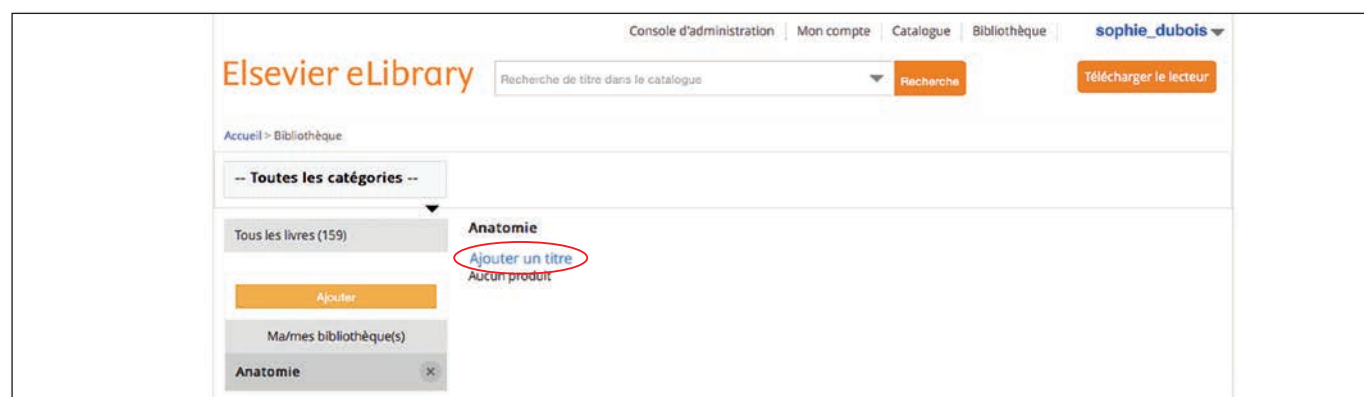 Console d'administration Mon compte Catalogue Bibliothèque sophie_dubois
Elsevier eLibrary Recherche de titre dans le catalogue Recherche Télécharger le lecteur
Accueil > Bibliothèque
-- Toutes les catégories --
Tous les livres (159)
Ajouter
Ma/mes bibliothèque(s)
Anatomie
Anatomie
Ajouter un titre
Aucun produit